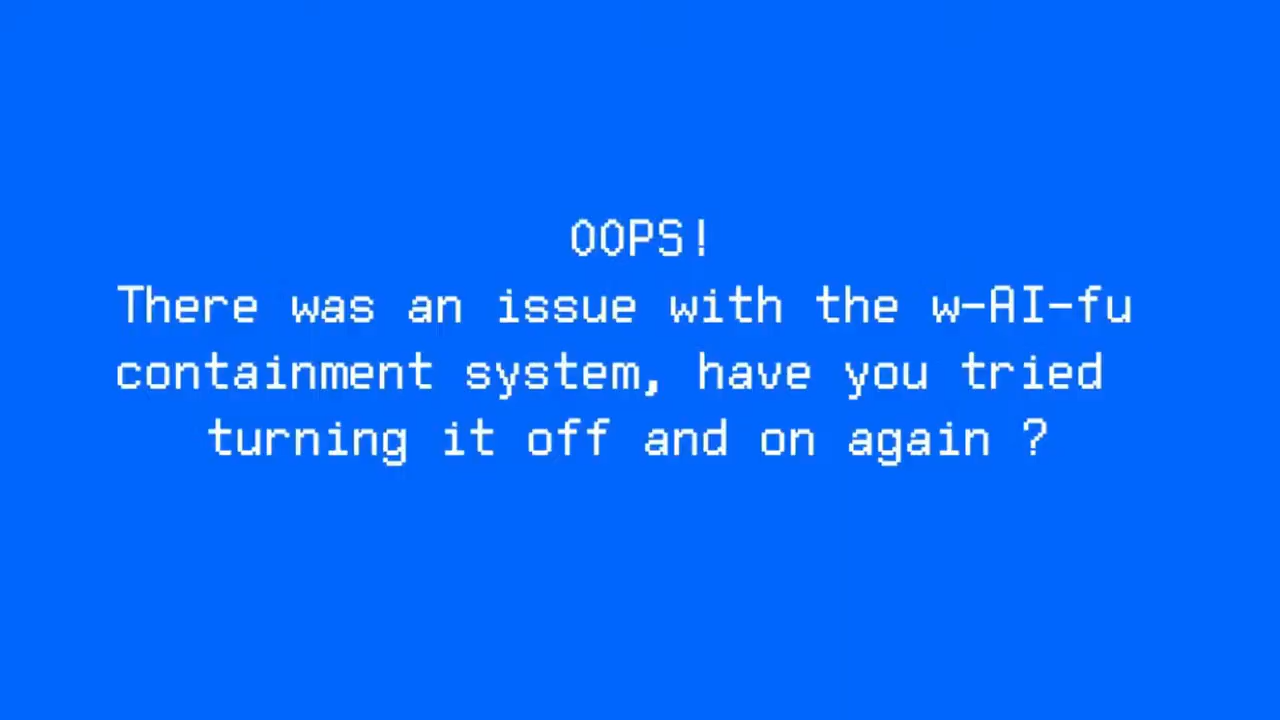 OOPS!
There was an issue with the w-AI-fu
containment system, have you tried
turning it off and on again ?